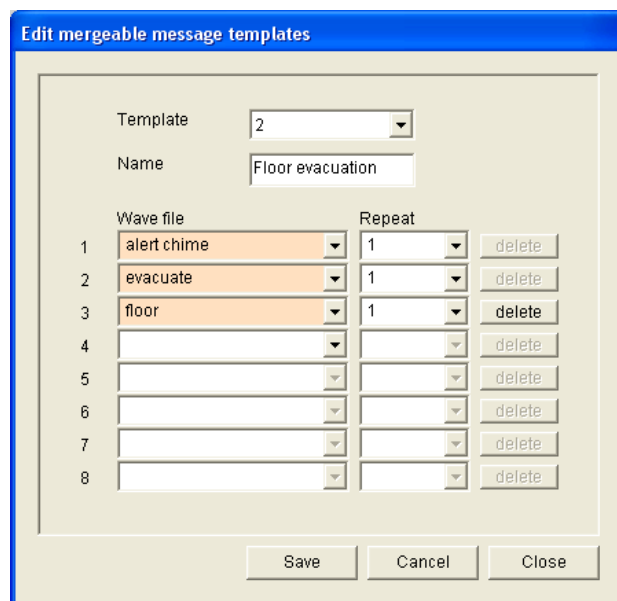 Edit mergeable message templates
Template 2
Name Floor evacuation
Wave file Repeat
1 alert chime 1 delete
2 evacuate 1 delete
3 floor 1 delete
4 delete
5 delete
6 delete
7 delete
8 delete
Save Cancel Close